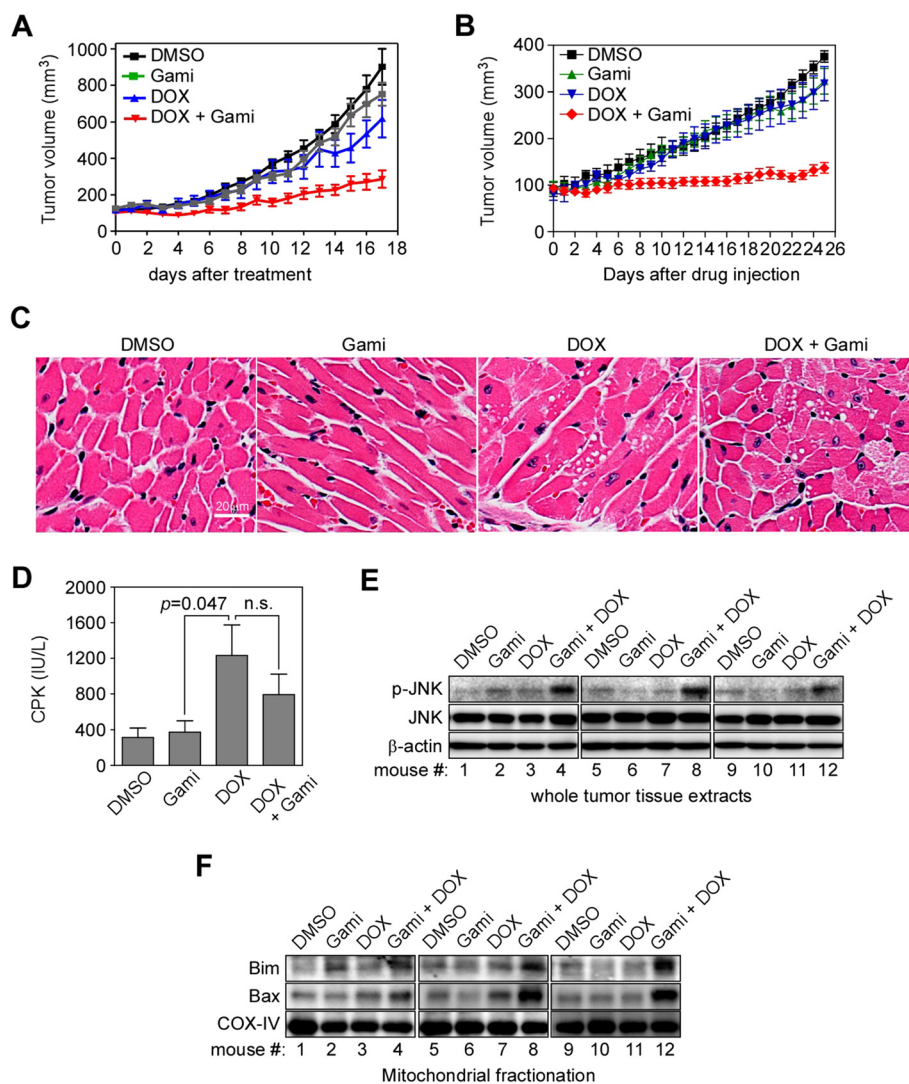 A
Tumor volume (mm3)
1000
800
600
400
200
0
DMSO
Gami
DOX
DOX + Gami
0 2 4 6 8 10 12 14 16 18
days after treatment
B
Tumor volume (mm3)
400
300
200
100
0
DMSO
Gami
DOX
DOX + Gami
0 2 4 6 8 10 12 14 16 18 20 22 24 26
Days after drug injection
C
DMSO Gami DOX DOX + Gami
20μm
D
CPK (IU/L)
2000
1600
1200
800
400
0
p=0.047 n.s.
DMSO Gami DOX DOX + Gami
E
DMSO Gami DOX Gami + DOX DMSO Gami DOX Gami + DOX DMSO Gami DOX Gami + DOX
p-JNK
JNK
β-actin
mouse #: 1 2 3 4 5 6 7 8 9 10 11 12
whole tumor tissue extracts
F
DMSO Gami DOX Gami + DOX DMSO Gami DOX Gami + DOX DMSO Gami DOX Gami + DOX
Bim
Bax
COX-IV
mouse #: 1 2 3 4 5 6 7 8 9 10 11 12
Mitochondrial fractionation